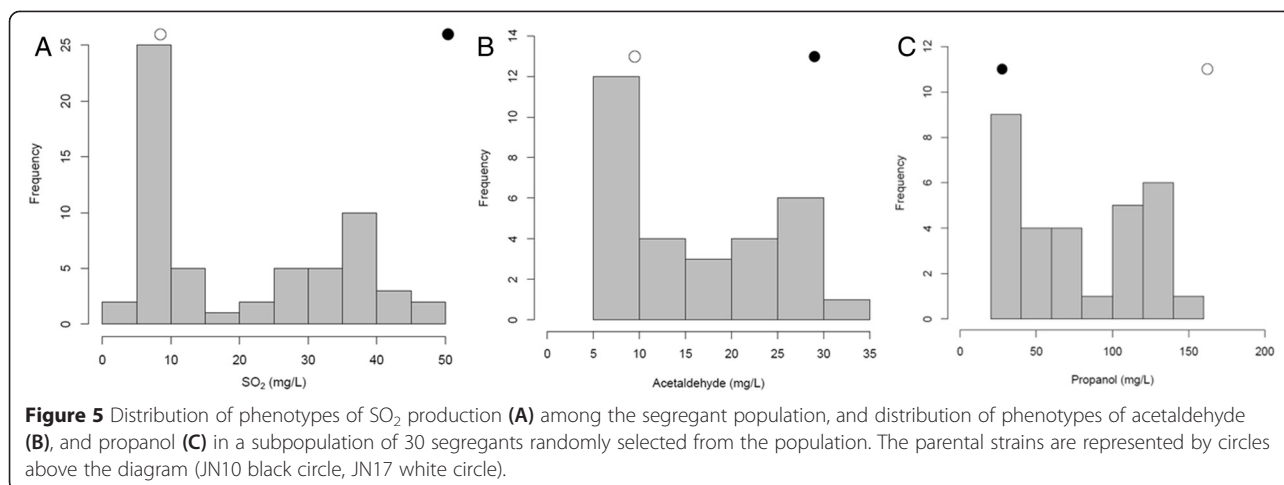 A
B
C
25
20
15
10
5
0
Frequency
0 10 20 30 40 50
SO2 (mg/L)
14
12
10
8
6
4
2
0
Frequency
0 5 10 15 20 25 30 35
Acetaldehyde (mg/L)
12
10
8
6
4
2
0
Frequency
0 50 100 150 200
Propanol (mg/L)
Figure 5 Distribution of phenotypes of SO2 production (A) among the segregant population, and distribution of phenotypes of acetaldehyde
(B), and propanol (C) in a subpopulation of 30 segregants randomly selected from the population. The parental strains are represented by circles
above the diagram (JN10 black circle, JN17 white circle).